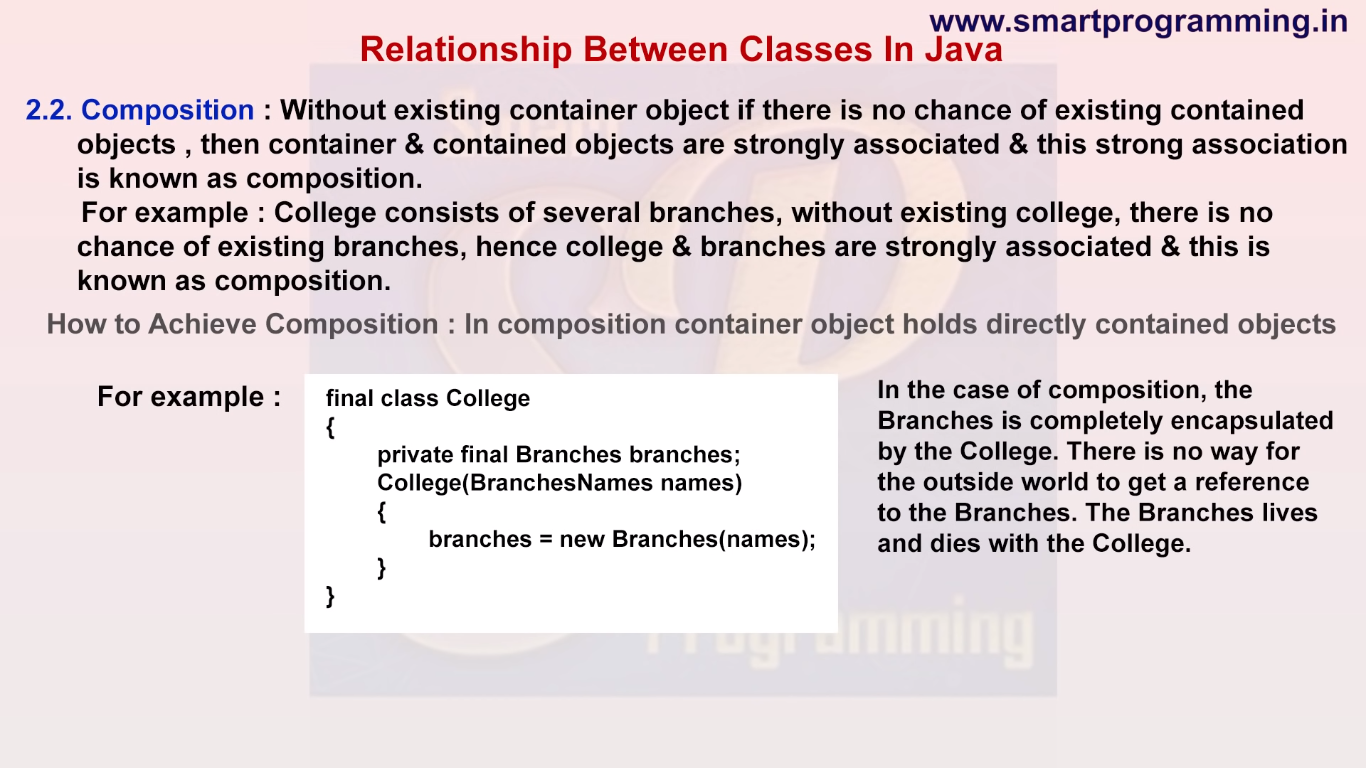 www.smartprogramming.in
Relationship Between Classes In Java
2.2. Composition : Without existing container object if there is no chance of existing contained
objects , then container & contained objects are strongly associated & this strong association
is known as composition.
For example : College consists of several branches, without existing college, there is no
chance of existing branches, hence college & branches are strongly associated & this is
known as composition.
How to Achieve Composition : In composition container object holds directly contained objects
For example :
final class College
{
private final Branches branches;
College(BranchesNames names)
{
branches = new Branches(names);
}
}
In the case of composition, the
Branches is completely encapsulated
by the College. There is no way for
the outside world to get a reference
to the Branches. The Branches lives
and dies with the College.
Programming